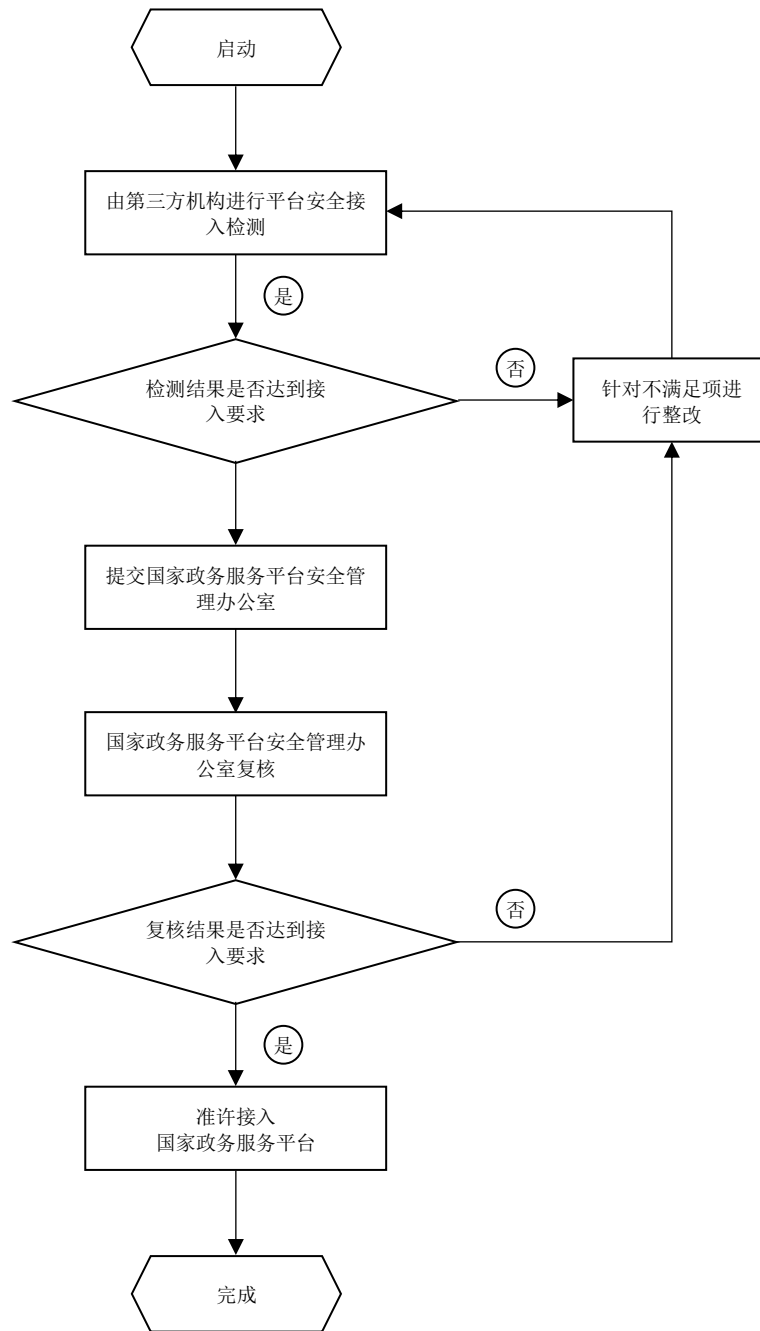 启动
由第三方机构进行平台安全接
入检测
是
检测结果是否达到接
入要求
否
针对不满足项进
行整改
提交国家政务服务平台安全管
理办公室
国家政务服务平台安全管理办
公室复核
复核结果是否达到接
入要求
否
是
准许接入
国家政务服务平台
完成